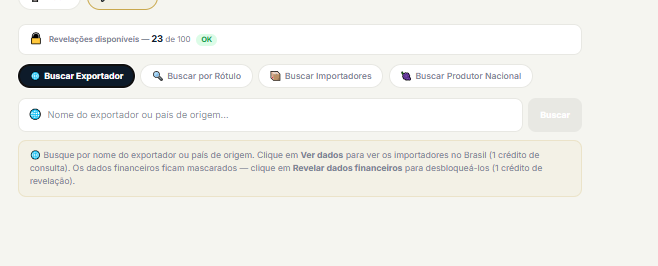 Revelações disponíveis — 23 de 100 OK
Buscar Exportador Buscar por Rótulo Buscar Importadores Buscar Produtor Nacional
Nome do exportador ou país de origem... Buscar
Busque por nome do exportador ou país de origem. Clique em Ver dados para ver os importadores no Brasil (1 crédito de
consulta). Os dados financeiros ficam mascarados — clique em Revelar dados financeiros para desbloqueá-los (1 crédito de
revelação).